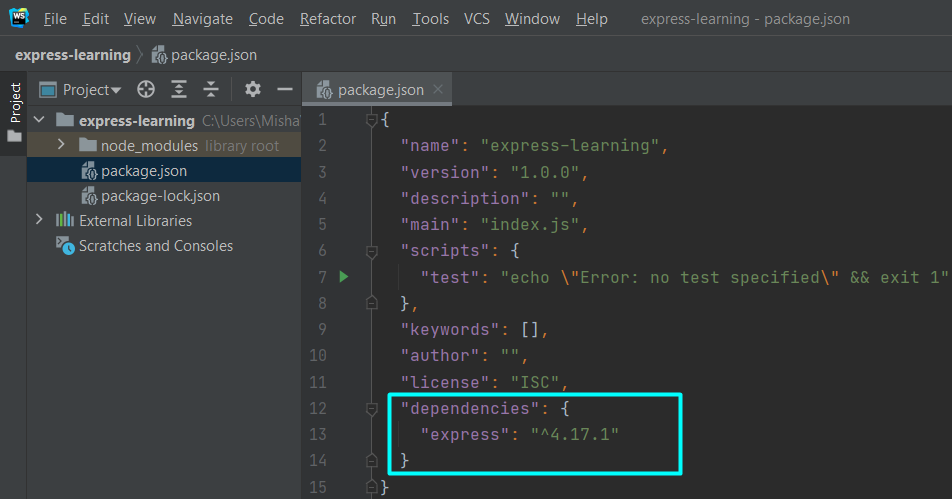 WS File Edit View Navigate Code Refactor Run Tools VCS Window Help express-learning - package.json
express-learning package.json
Project
Project
express-learning C:\Users\Misha
node_modules library root
package.json
package-lock.json
External Libraries
Scratches and Consoles
package.json
1 {
2 "name": "express-learning",
3 "version": "1.0.0",
4 "description": "",
5 "main": "index.js",
6 "scripts": {
7 "test": "echo \"Error: no test specified\" && exit 1"
8 },
9 "keywords": [],
10 "author": "",
11 "license": "ISC",
12 "dependencies": {
13 "express": "^4.17.1"
14 }
15 }